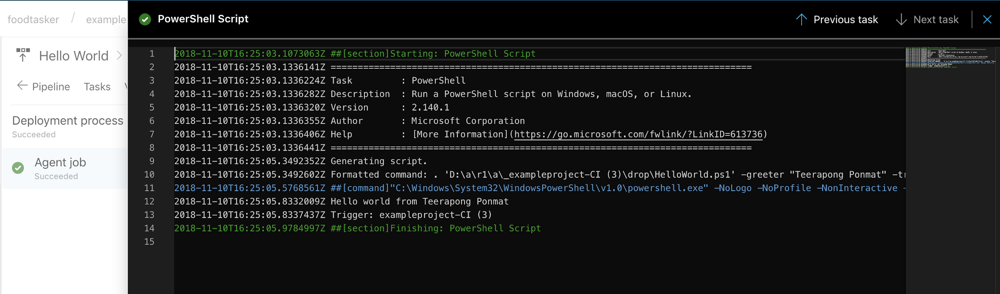 foodtasker / example
PowerShell Script
Previous task
Next task
Hello World
Pipeline Tasks
Deployment process
Succeeded
Agent job
Succeeded
1 2018-11-10T16:25:03.1073063Z ##[section]Starting: PowerShell Script
2 2018-11-10T16:25:03.1336141Z ==============================================================================
3 2018-11-10T16:25:03.1336224Z Task         : PowerShell
4 2018-11-10T16:25:03.1336282Z Description  : Run a PowerShell script on Windows, macOS, or Linux.
5 2018-11-10T16:25:03.1336320Z Version      : 2.140.1
6 2018-11-10T16:25:03.1336355Z Author       : Microsoft Corporation
7 2018-11-10T16:25:03.1336406Z Help         : [More Information](https://go.microsoft.com/fwlink/?LinkID=613736)
8 2018-11-10T16:25:03.1336441Z ==============================================================================
9 2018-11-10T16:25:05.3492352Z Generating script.
10 2018-11-10T16:25:05.3492602Z Formatted command: . 'D:\a\r1\a\_exampleproject-CI (3)\drop\HelloWorld.ps1' -greeter "Teerapong Ponmat" -tr
11 2018-11-10T16:25:05.5768561Z ##[command]"C:\Windows\System32\WindowsPowerShell\v1.0\powershell.exe" -NoLogo -NoProfile -NonInteractive -
12 2018-11-10T16:25:05.8332009Z Hello world from Teerapong Ponmat
13 2018-11-10T16:25:05.8337437Z Trigger: exampleproject-CI (3)
14 2018-11-10T16:25:05.9784997Z ##[section]Finishing: PowerShell Script
15